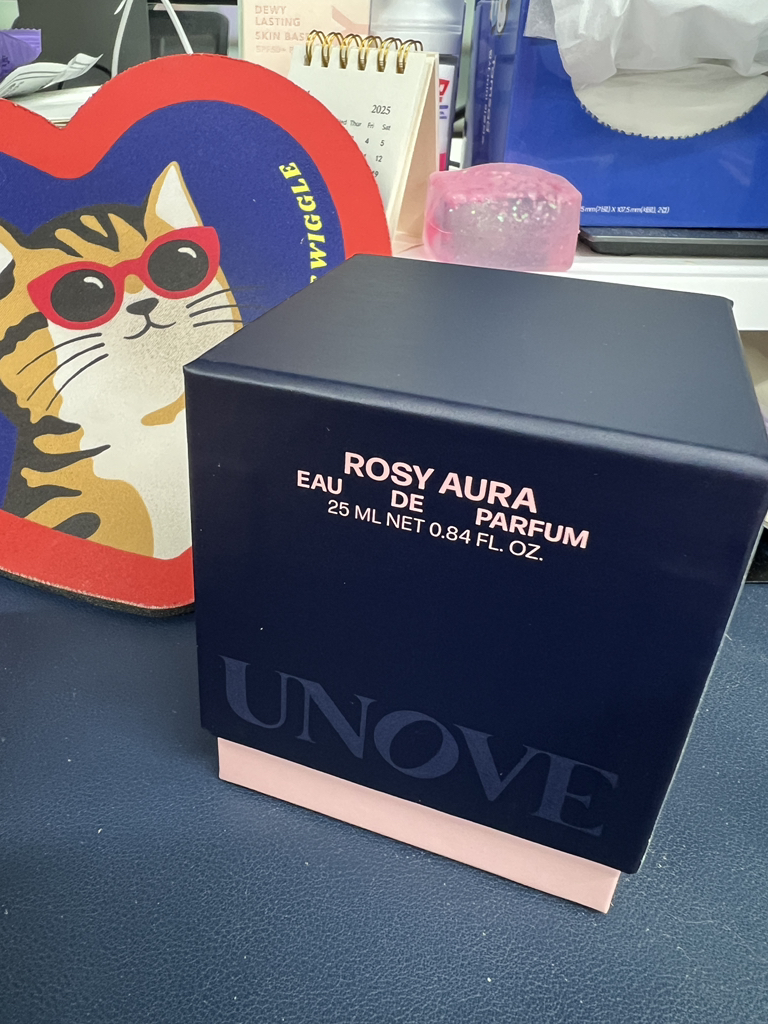 DEWY
LASTING
SKIN BASE
2025
Thur Fri Sat
4 5
12
WIGGLE
ROSY AURA
EAU DE PARFUM
25 ML NET 0.84 FL. OZ.
UNOVE